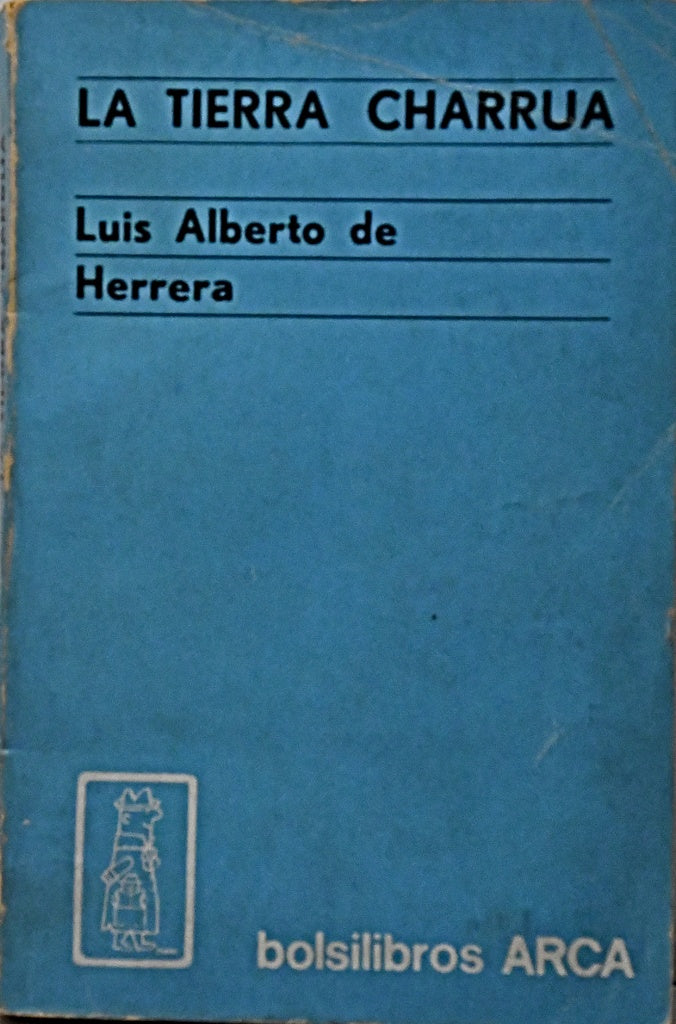 LA TIERRA CHARRUA
Luis Alberto de
Herrera
bolsilibros ARCA